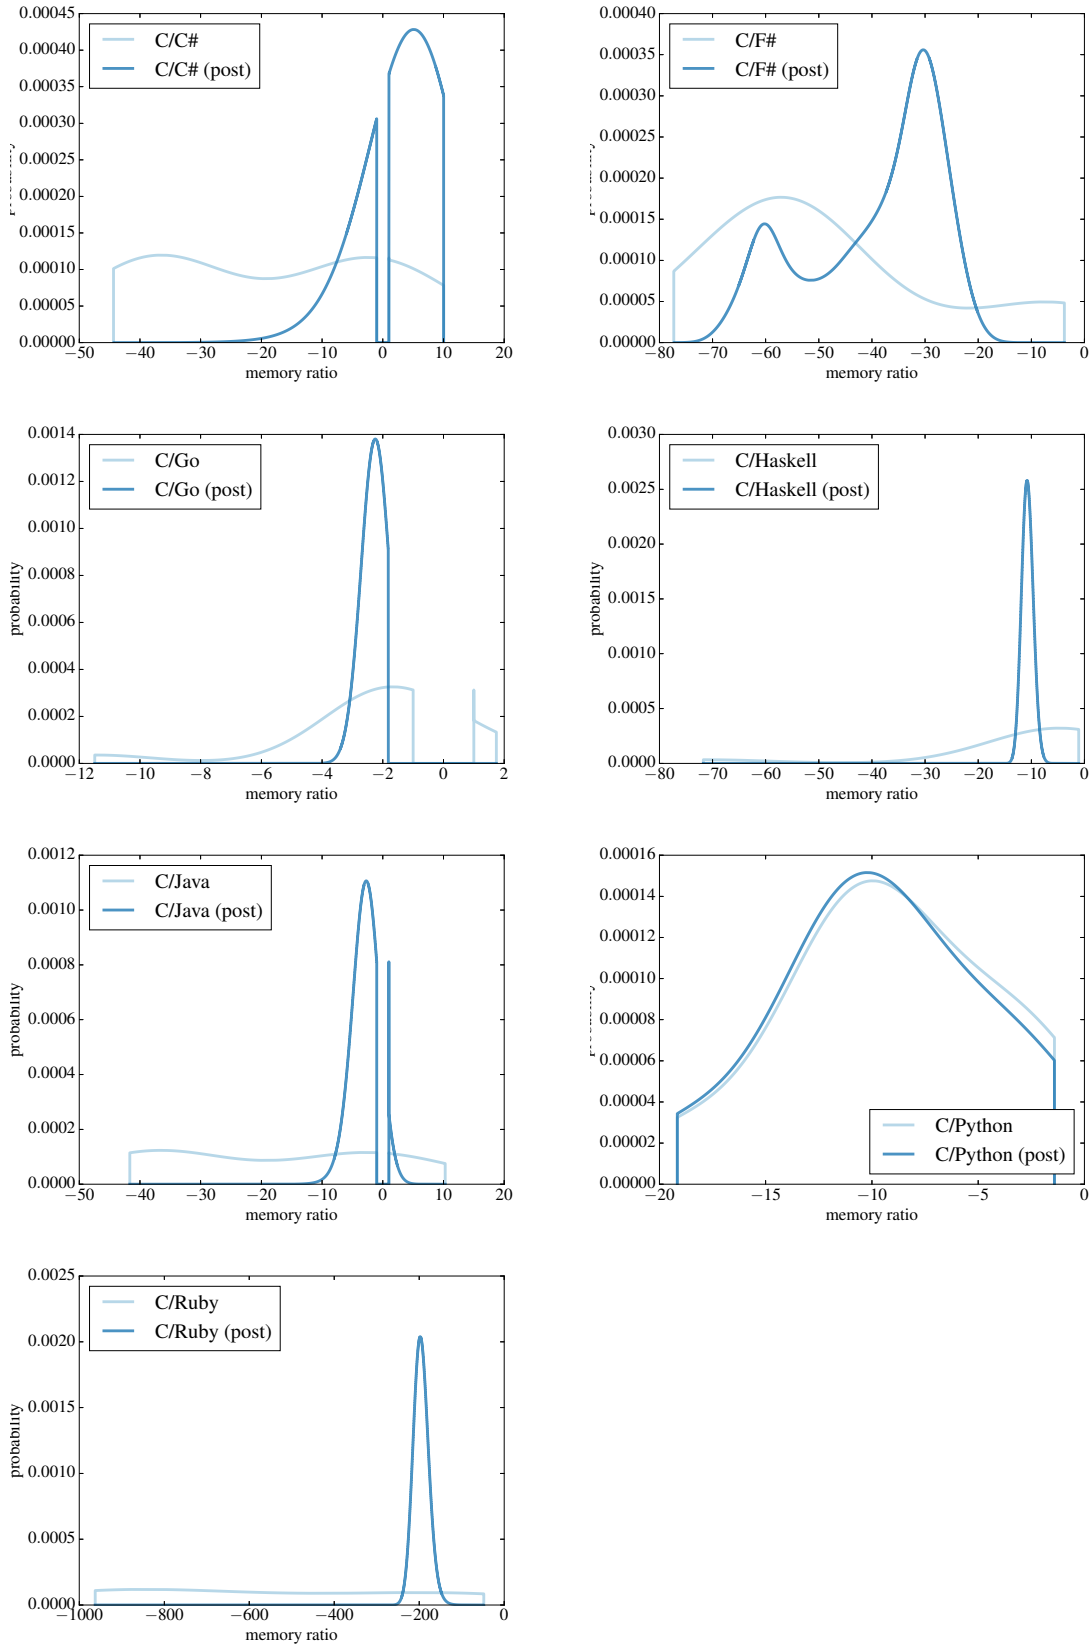 0.00045
0.00040
0.00035
0.00030
0.00025
0.00020
0.00015
0.00010
0.00005
0.00000
−50 −40 −30 −20 −10 0 10 20
memory ratio
C/C#
C/C# (post)
0.00040
0.00035
0.00030
0.00025
0.00020
0.00015
0.00010
0.00005
0.00000
−80 −70 −60 −50 −40 −30 −20 −10 0
memory ratio
C/F#
C/F# (post)
0.0014
0.0012
0.0010
0.0008
0.0006
0.0004
0.0002
0.0000
−12 −10 −8 −6 −4 −2 0 2
memory ratio
probability
C/Go
C/Go (post)
0.0030
0.0025
0.0020
0.0015
0.0010
0.0005
0.0000
−80 −70 −60 −50 −40 −30 −20 −10 0
memory ratio
probability
C/Haskell
C/Haskell (post)
0.0012
0.0010
0.0008
0.0006
0.0004
0.0002
0.0000
−50 −40 −30 −20 −10 0 10 20
memory ratio
probability
C/Java
C/Java (post)
0.00016
0.00014
0.00012
0.00010
0.00008
0.00006
0.00004
0.00002
0.00000
−20 −15 −10 −5 0
memory ratio
C/Python
C/Python (post)
0.0025
0.0020
0.0015
0.0010
0.0005
0.0000
−1000 −800 −600 −400 −200 0
memory ratio
probability
C/Ruby
C/Ruby (post)